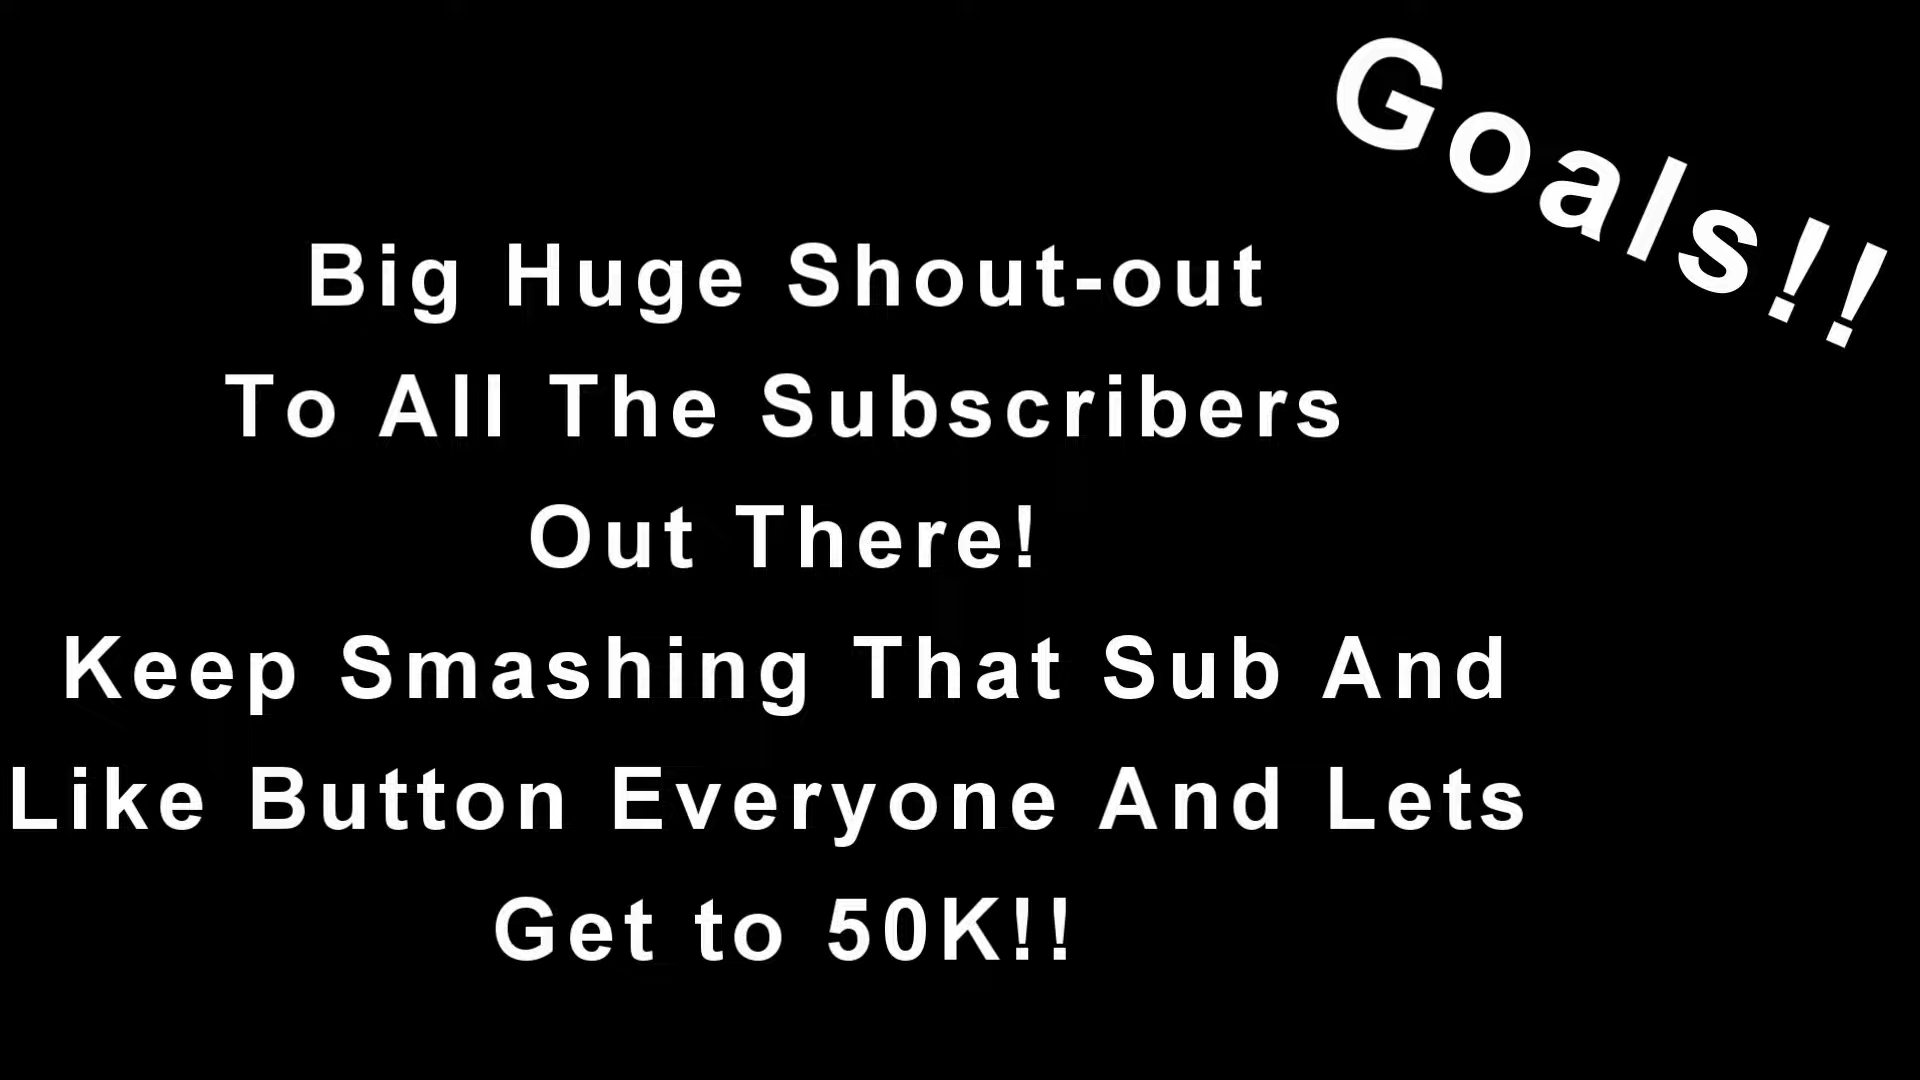 Goals!!
Big Huge Shout-out
To All The Subscribers
Out There!
Keep Smashing That Sub And
Like Button Everyone And Lets
Get to 50K!!